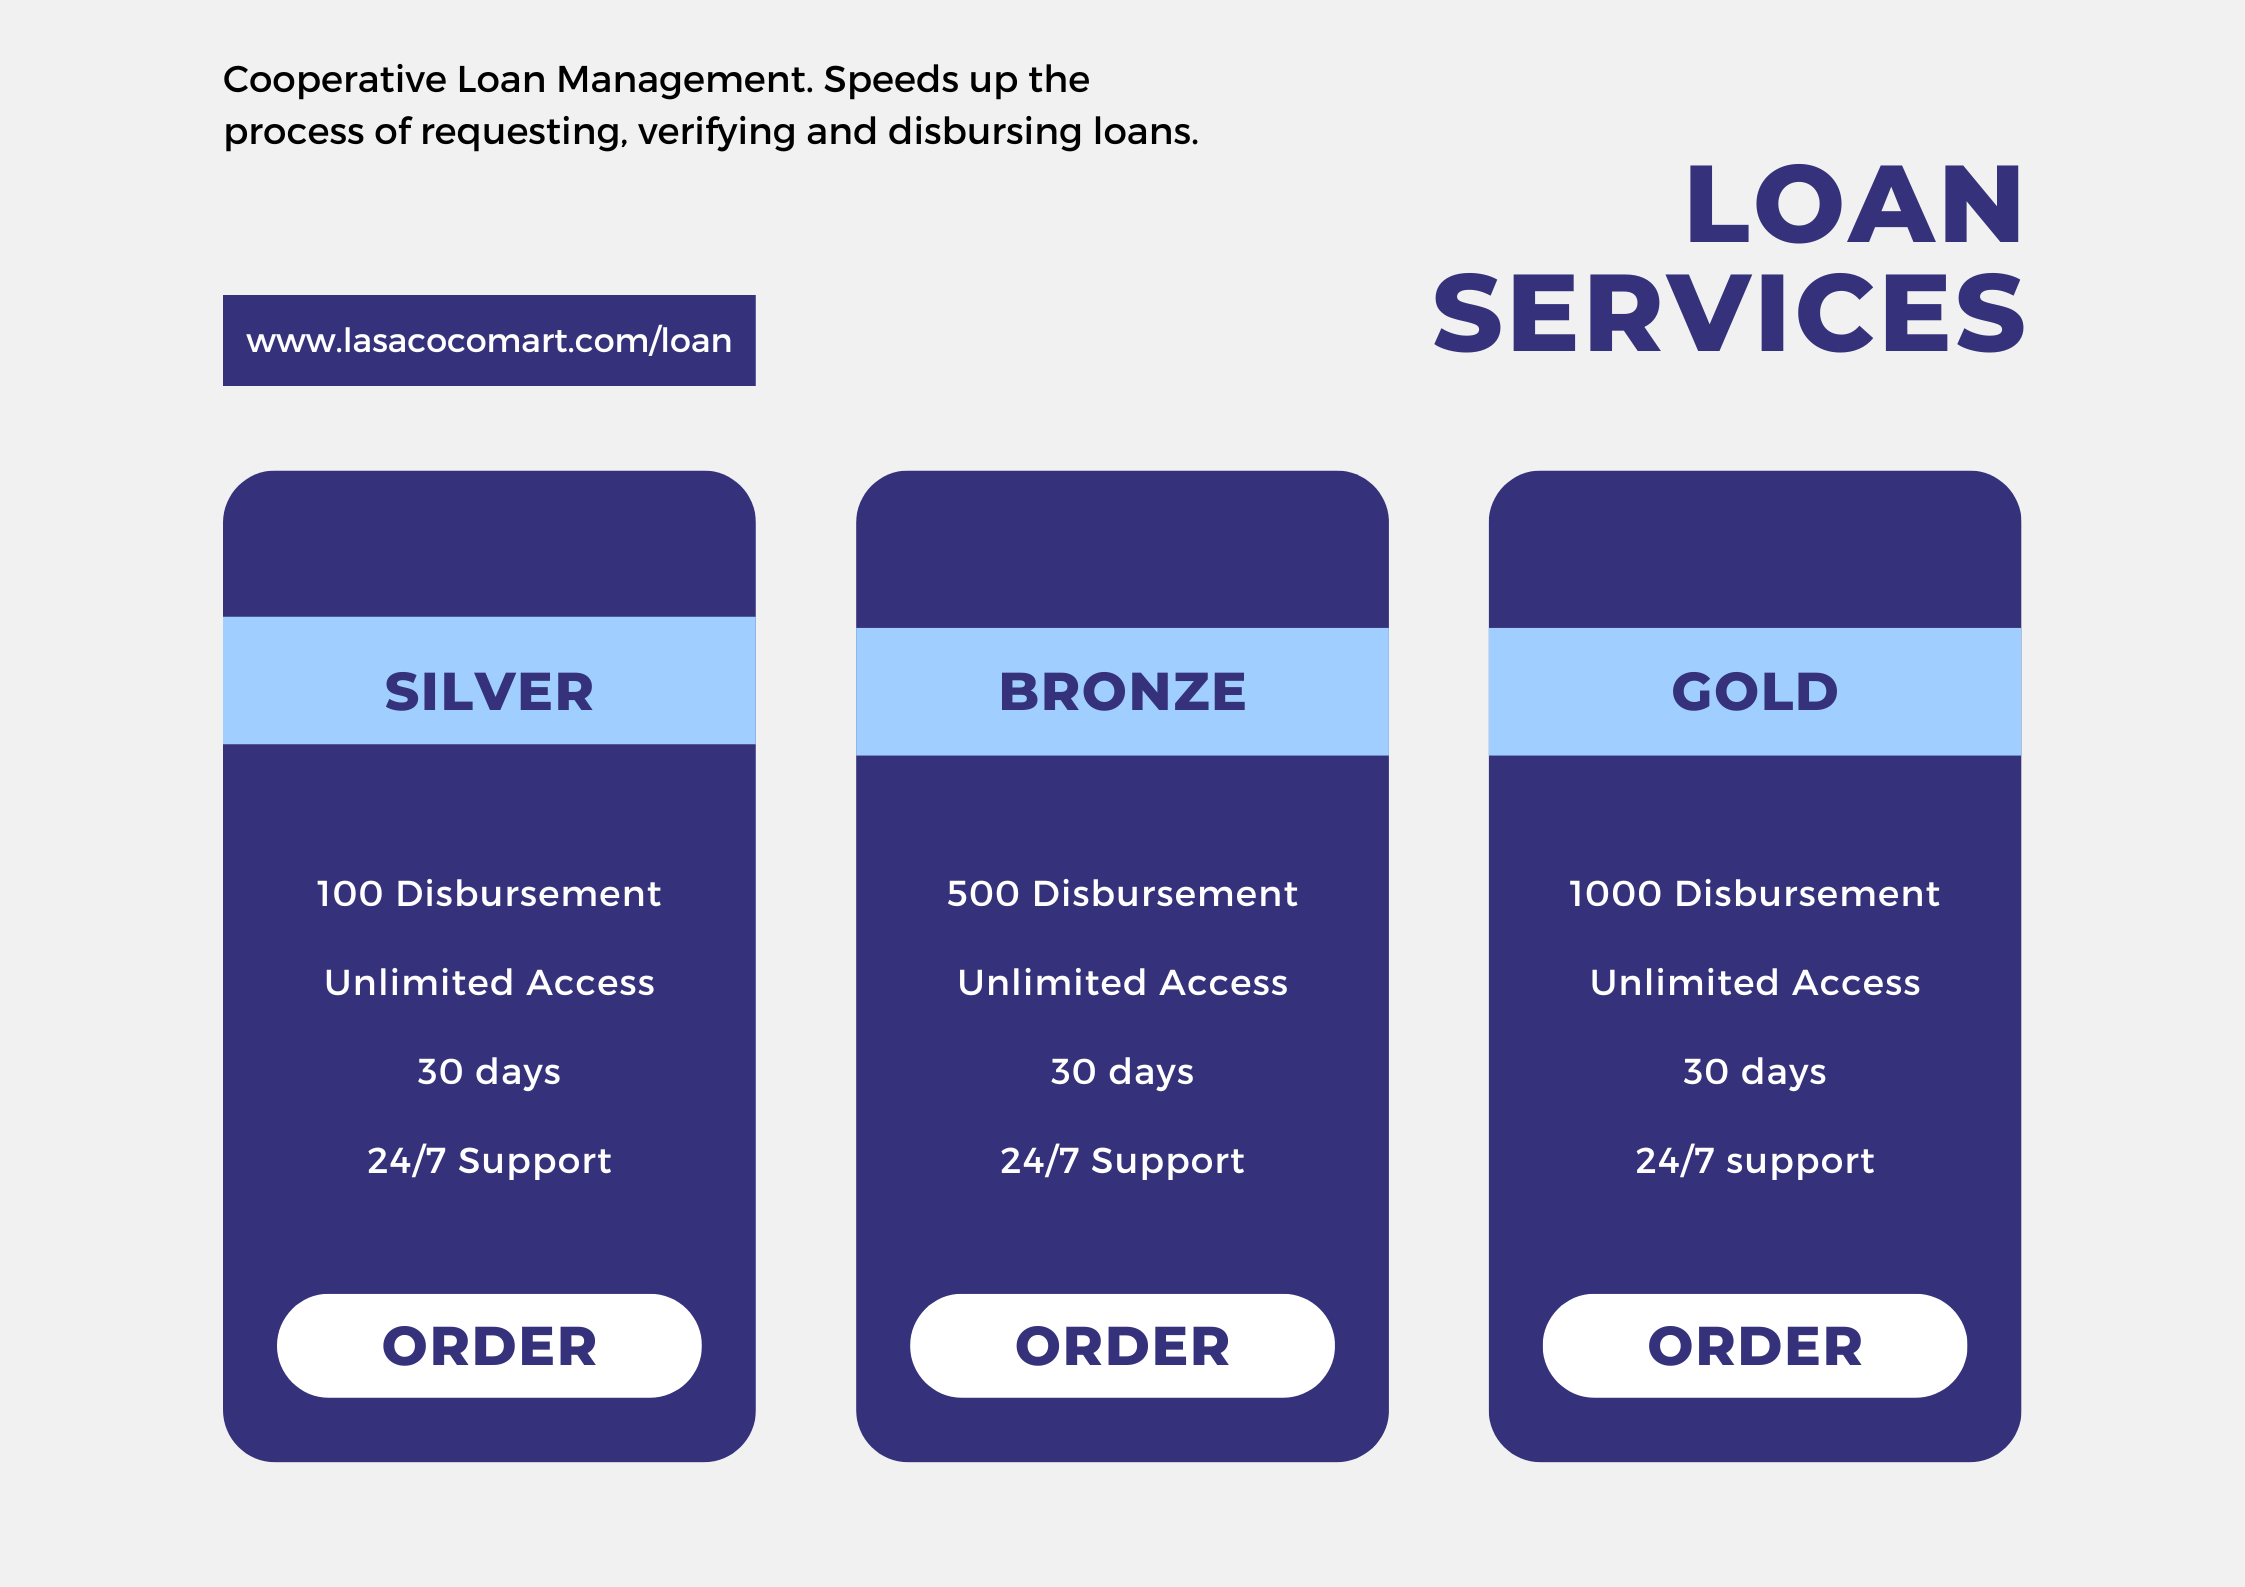 Cooperative Loan Management. Speeds up the
process of requesting, verifying and disbursing loans.
LOAN
SERVICES
www.lasacocomart.com/loan
SILVER
100 Disbursement
Unlimited Access
30 days
24/7 Support
ORDER
BRONZE
500 Disbursement
Unlimited Access
30 days
24/7 Support
ORDER
GOLD
1000 Disbursement
Unlimited Access
30 days
24/7 support
ORDER